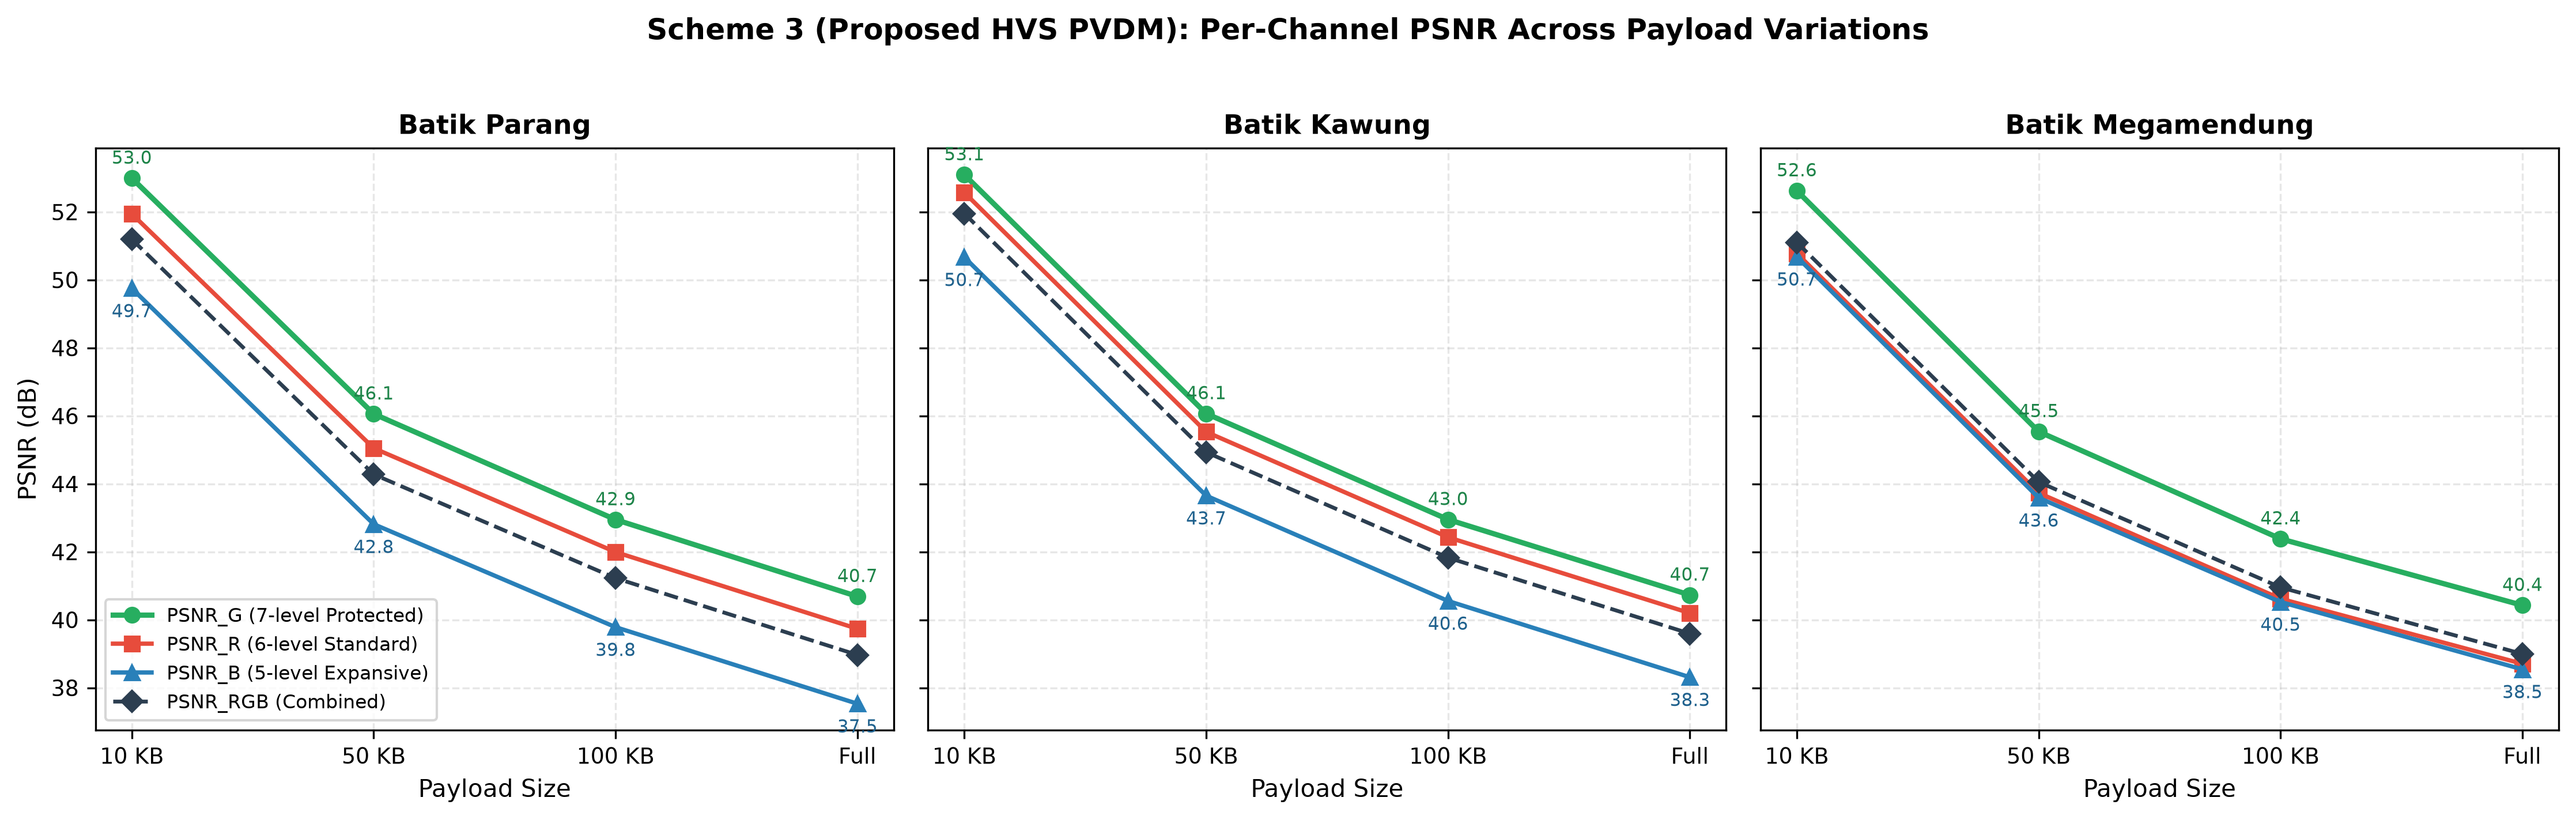 Scheme 3 (Proposed HVS PVDM): Per-Channel PSNR Across Payload Variations
Batik Parang
PSNR (dB)
52
50
48
46
44
42
40
38
53.0
46.1
42.9
40.7
49.7
42.8
39.8
37.5
PSNR_G (7-level Protected)
PSNR_R (6-level Standard)
PSNR_B (5-level Expansive)
PSNR_RGB (Combined)
10 KB
50 KB
100 KB
Full
Payload Size
Batik Kawung
53.1
46.1
43.0
40.7
50.7
43.7
40.6
38.3
10 KB
50 KB
100 KB
Full
Payload Size
Batik Megamendung
52.6
45.5
42.4
40.4
50.7
43.6
40.5
38.5
10 KB
50 KB
100 KB
Full
Payload Size